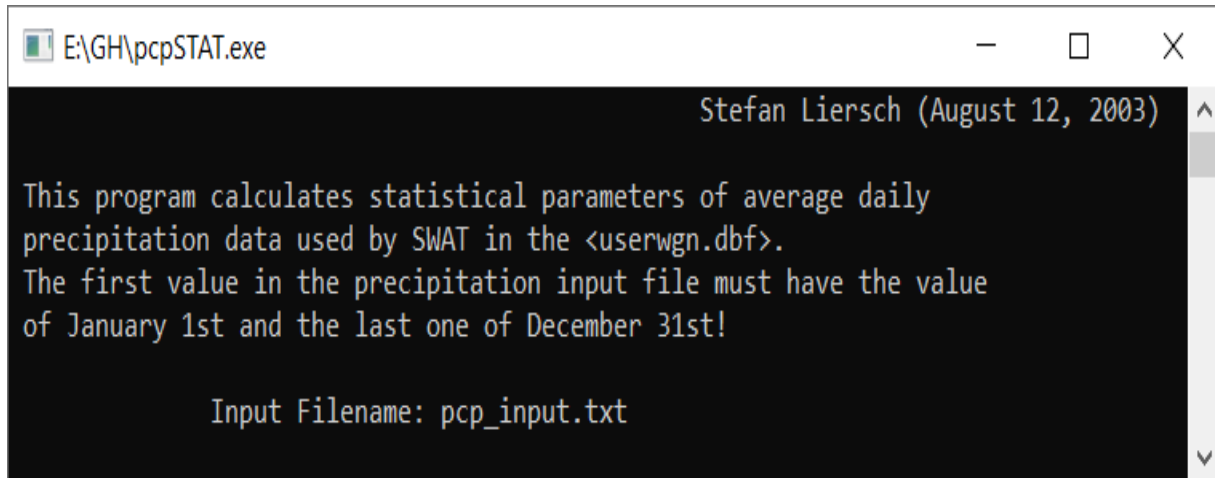 E:\GH\pcpSTAT.exe
Stefan Liersch (August 12, 2003)
This program calculates statistical parameters of average daily
precipitation data used by SWAT in the <userwgn.dbf>.
The first value in the precipitation input file must have the value
of January 1st and the last one of December 31st!
Input Filename: pcp_input.txt